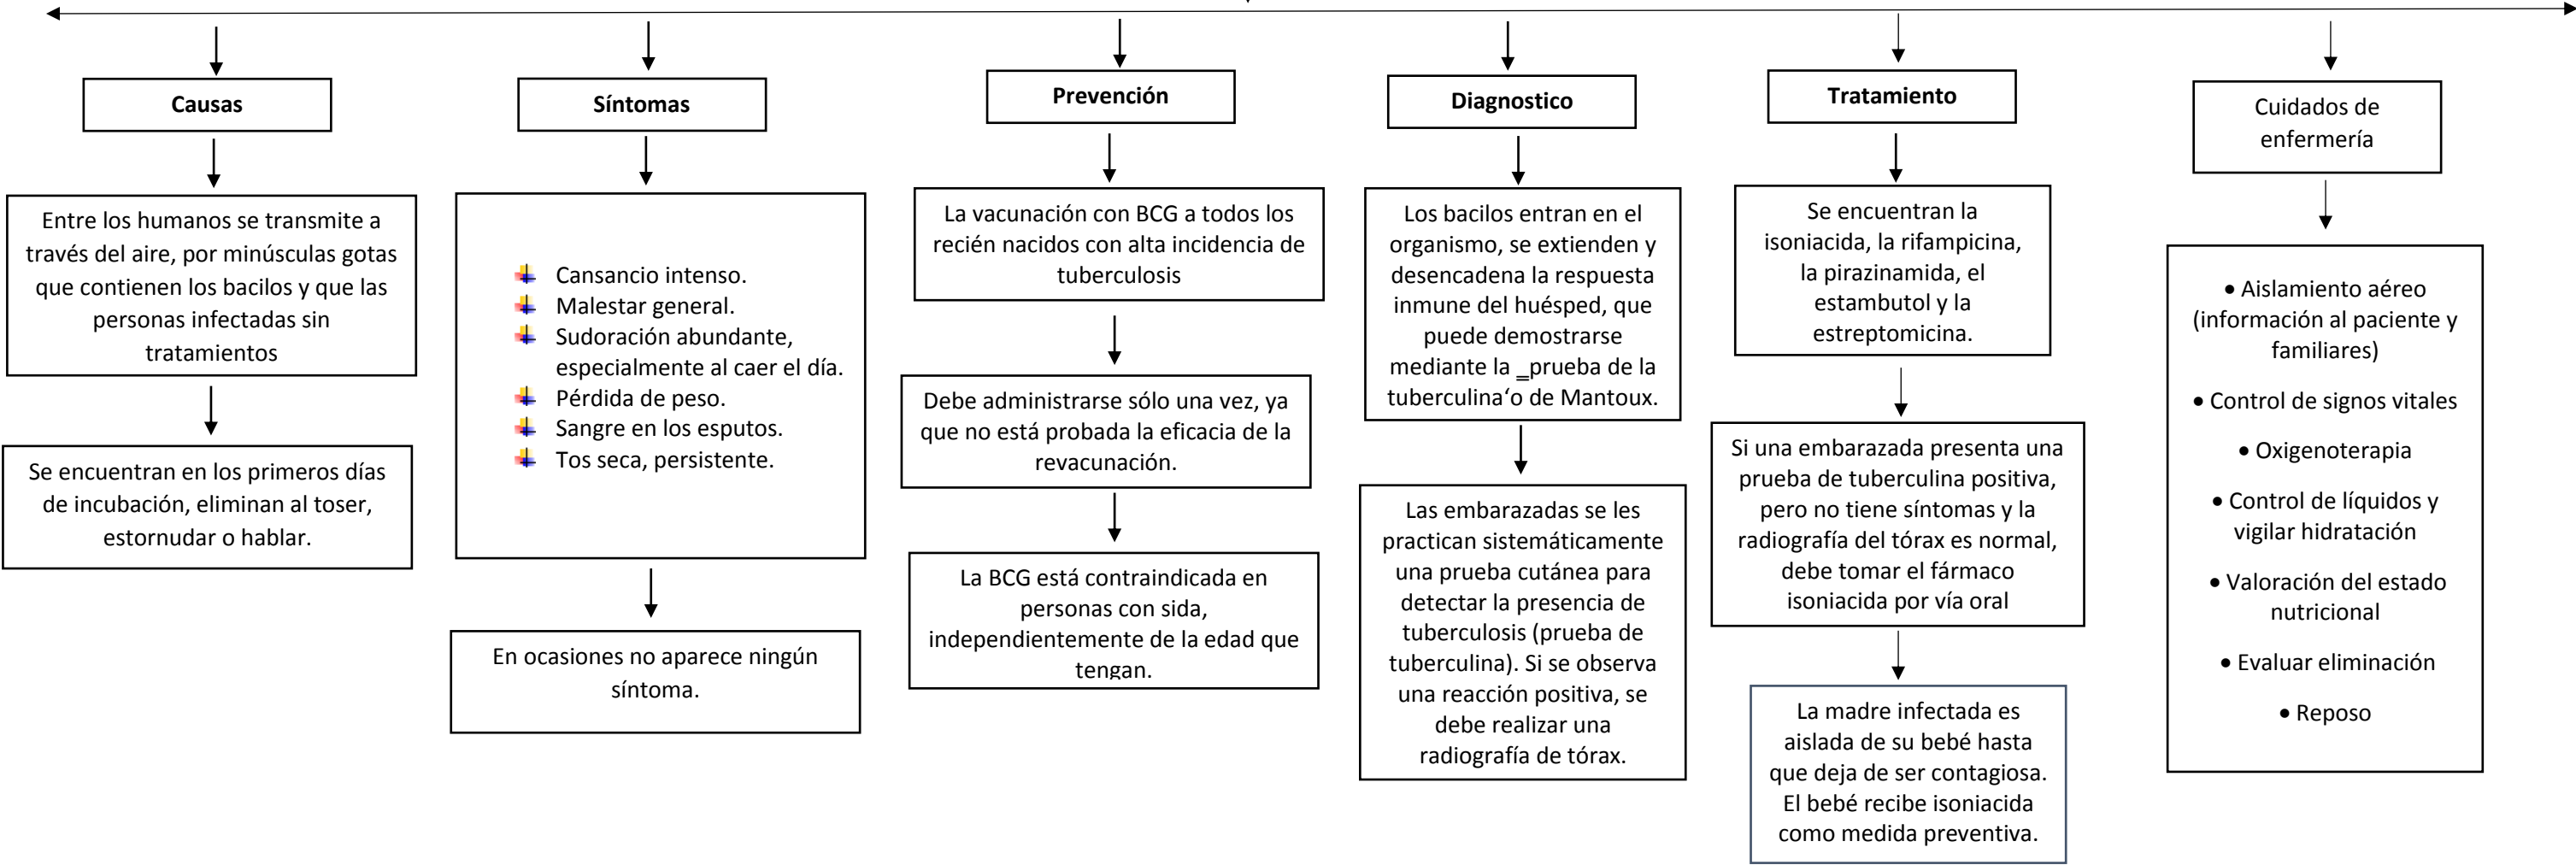 Causas
Entre los humanos se transmite a
través del aire, por minúsculas gotas
que contienen los bacilos y que las
personas infectadas sin
tratamientos
Se encuentran en los primeros días
de incubación, eliminan al toser,
estornudar o hablar.
Síntomas
Cansancio intenso.
Malestar general.
Sudoración abundante,
especialmente al caer el día.
Pérdida de peso.
Sangre en los esputos.
Tos seca, persistente.
En ocasiones no aparece ningún
síntoma.
Prevención
La vacunación con BCG a todos los
recién nacidos con alta incidencia de
tuberculosis
Debe administrarse sólo una vez, ya
que no está probada la eficacia de la
revacunación.
La BCG está contraindicada en
personas con sida,
independientemente de la edad que
tengan.
Diagnostico
Los bacilos entran en el
organismo, se extienden y
desencadena la respuesta
inmune del huésped, que
puede demostrarse
mediante la ‗prueba de la
tuberculina‘o de Mantoux.
Las embarazadas se les
practican sistemáticamente
una prueba cutánea para
detectar la presencia de
tuberculosis (prueba de
tuberculina). Si se observa
una reacción positiva, se
debe realizar una
radiografía de tórax.
Tratamiento
Se encuentran la
isoniacida, la rifampicina,
la pirazinamida, el
estambutol y la
estreptomicina.
Si una embarazada presenta una
prueba de tuberculina positiva,
pero no tiene síntomas y la
radiografía del tórax es normal,
debe tomar el fármaco
isoniacida por vía oral
La madre infectada es
aislada de su bebé hasta
que deja de ser contagiosa.
El bebé recibe isoniacida
como medida preventiva.
Cuidados de
enfermería
• Aislamiento aéreo
(información al paciente y
familiares)
• Control de signos vitales
• Oxigenoterapia
• Control de líquidos y
vigilar hidratación
• Valoración del estado
nutricional
• Evaluar eliminación
• Reposo